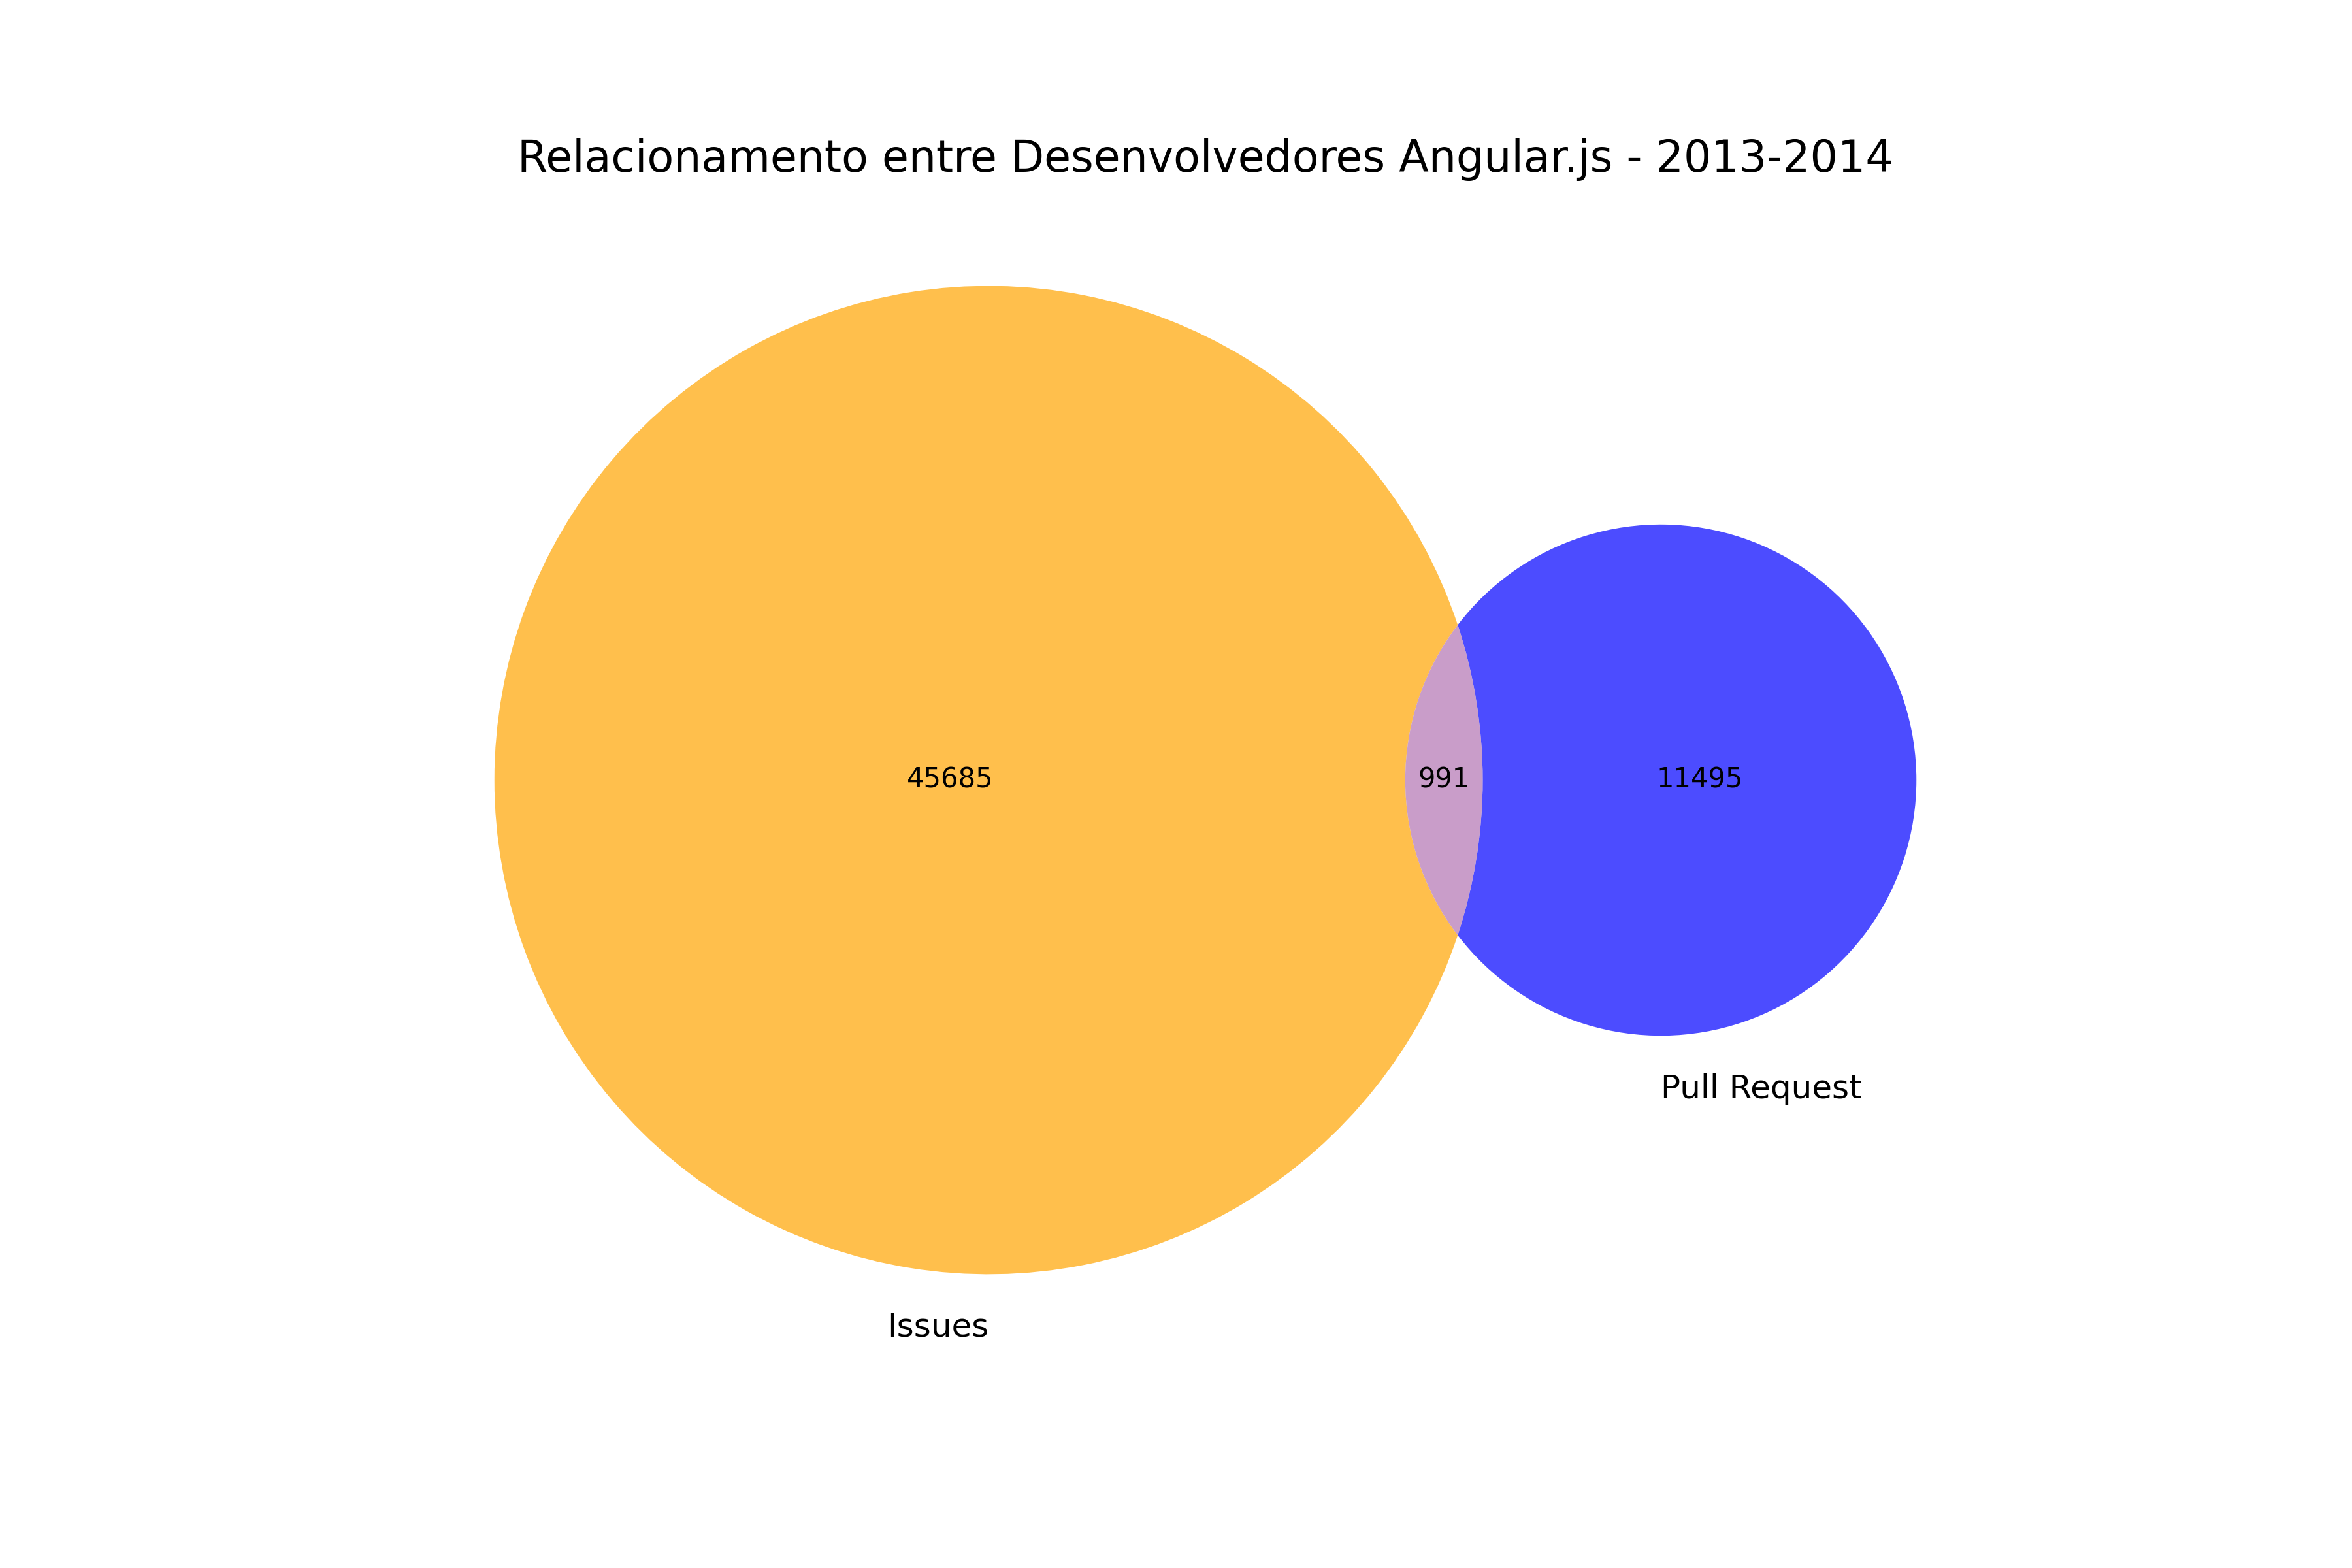 Relacionamento entre Desenvolvedores Angular.js - 2013-2014
45685
991
11495
Pull Request
Issues